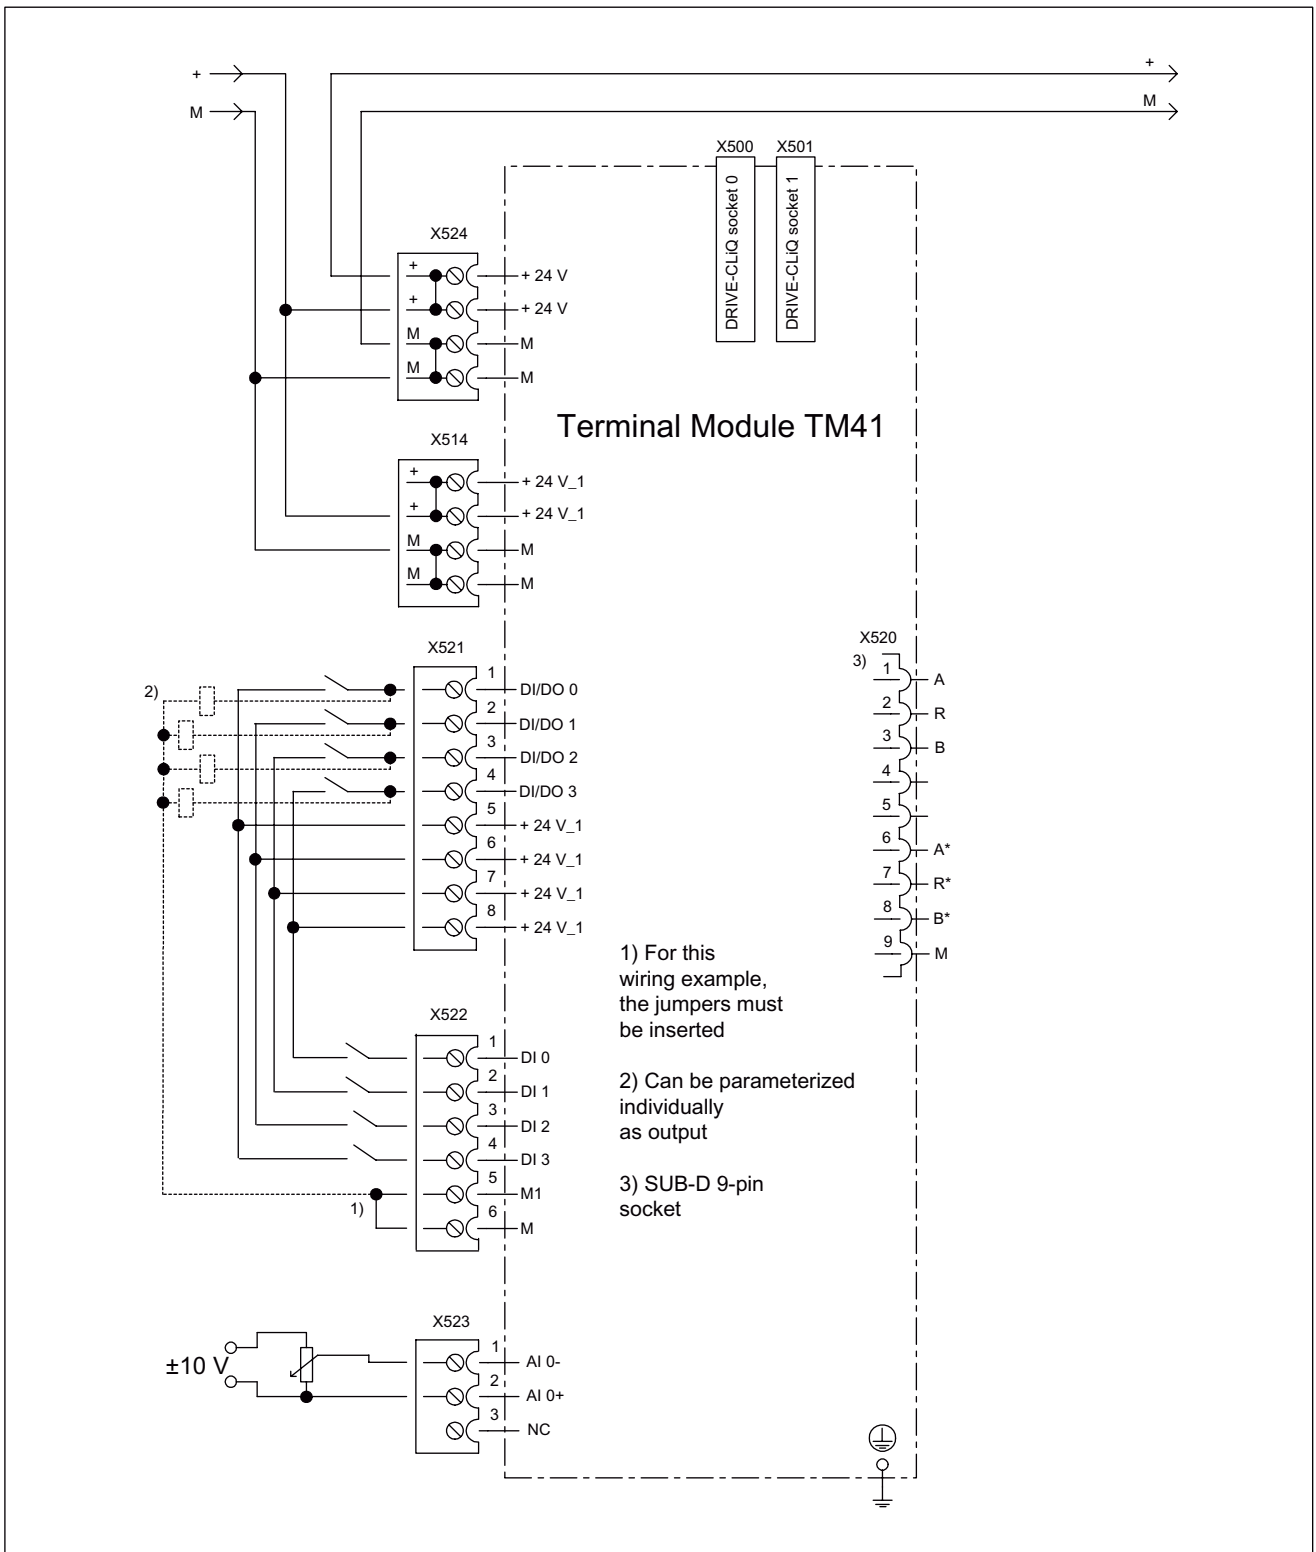 +
M
+
M
X500 X501
DRIVE-CLiQ socket 0
DRIVE-CLiQ socket 1
X524
+ + 24 V
+ + 24 V
M M
M M
Terminal Module TM41
X514
+ + 24 V_1
+ + 24 V_1
M M
M M
X521
2)
1 DI/DO 0
2 DI/DO 1
3 DI/DO 2
4 DI/DO 3
5 + 24 V_1
6 + 24 V_1
7 + 24 V_1
8 + 24 V_1
X520
3)
1 A
2 R
3 B
4
5
6 A*
7 R*
8 B*
9 M
1) For this
wiring example,
the jumpers must
be inserted
2) Can be parameterized
individually
as output
3) SUB-D 9-pin
socket
X522
1 DI 0
2 DI 1
3 DI 2
4 DI 3
5 M1
1)
6 M
X523
±10 V
1 AI 0-
2 AI 0+
3 NC